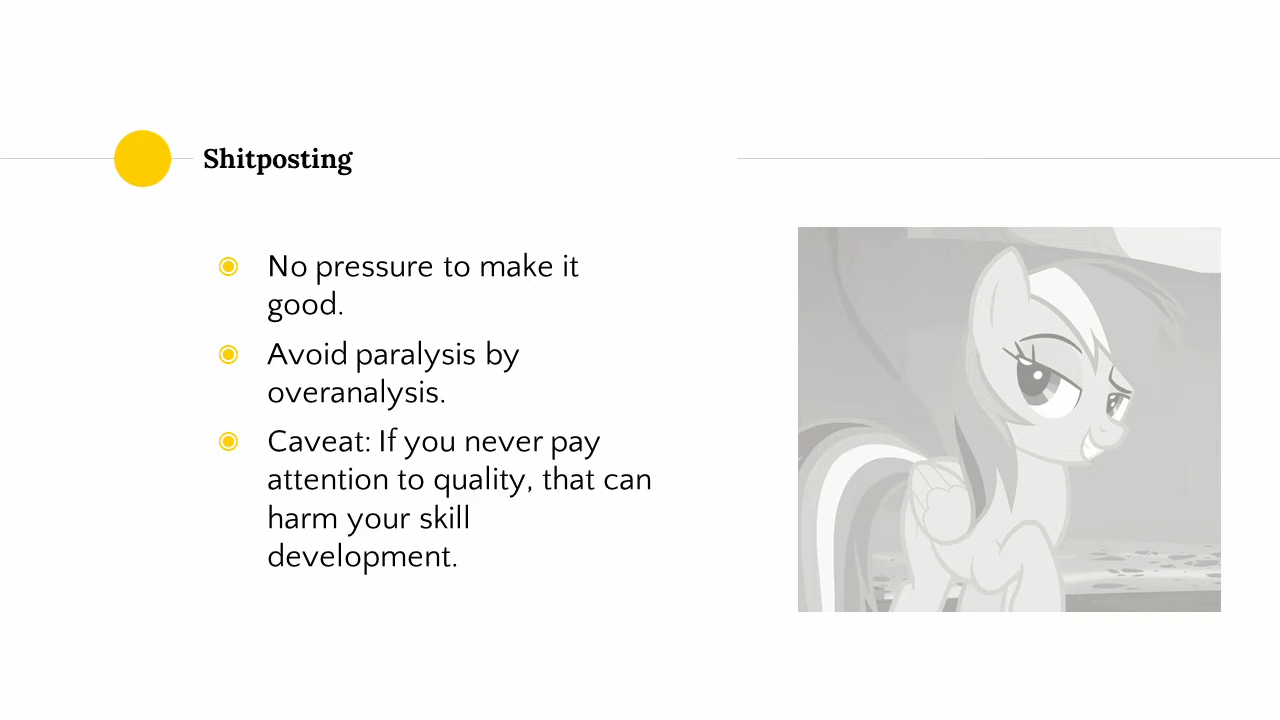 Shitposting
No pressure to make it
good.
Avoid paralysis by
overanalysis.
Caveat: If you never pay
attention to quality, that can
harm your skill
development.